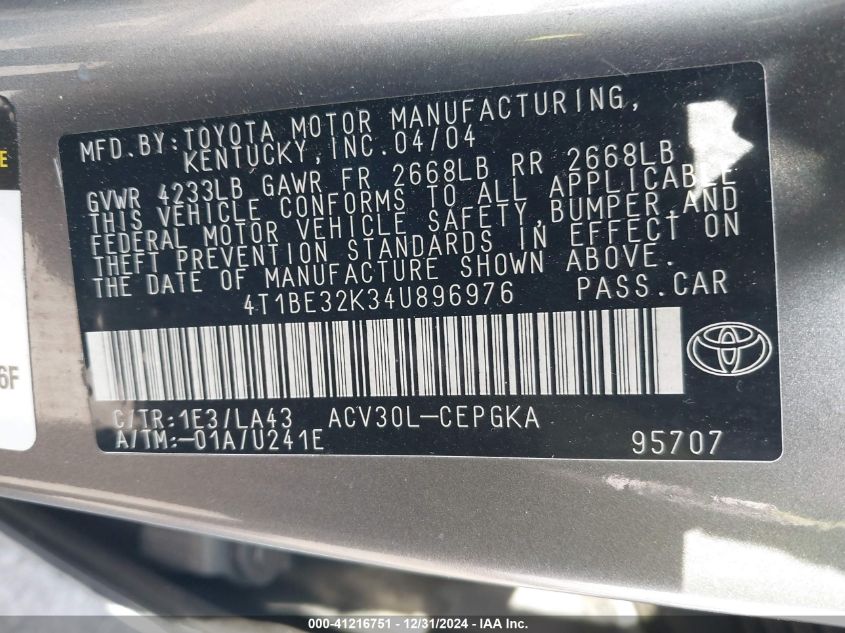 MFD.BY:TOYOTA MOTOR MANUFACTURING,
KENTUCKY,INC.04/04
GVWR 4233LB GAWR FR 2668LB RR 2668LB
THIS VEHICLE CONFORMS TO ALL APPLICABLE
FEDERAL MOTOR VEHICLE SAFETY,BUMPER,AND
THEFT PREVENTION STANDARDS IN EFFECT ON
THE DATE OF MANUFACTURE SHOWN ABOVE.
4T1BE32K34U896976 PASS.CAR
C/TR:1E3/LA43 ACV30L-CEPGKA
A/TM:-01A/U241E 95707
E
6F
000-41216751 - 12/31/2024 - IAA Inc.